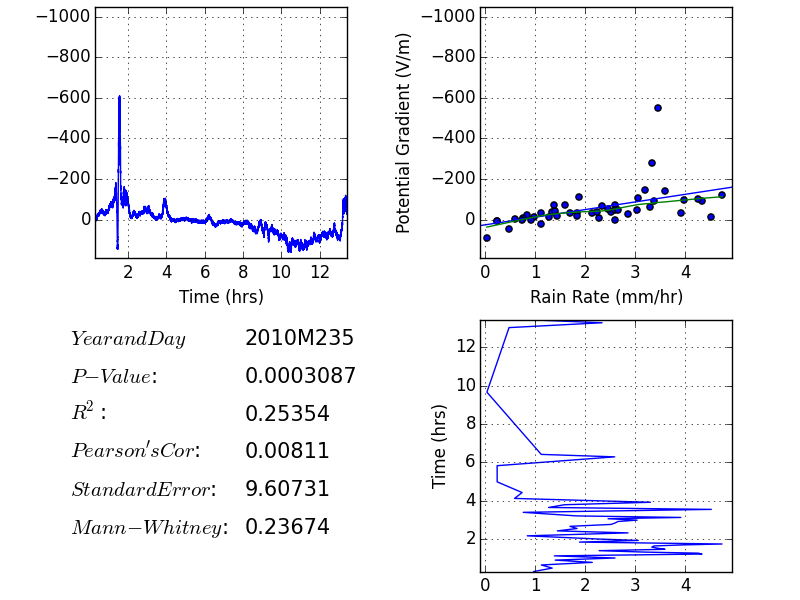 −1000
−800
−600
−400
−200
0
2 4 6 8 10 12
Time (hrs)
Potential Gradient (V/m)
−1000
−800
−600
−400
−200
0
0 1 2 3 4
Rain Rate (mm/hr)
YearandDay 2010M235
P−Value: 0.0003087
R²: 0.25354
Pearson'sCor: 0.00811
StandardError: 9.60731
Mann−Whitney: 0.23674
Time (hrs)
12
10
8
6
4
2
0 1 2 3 4